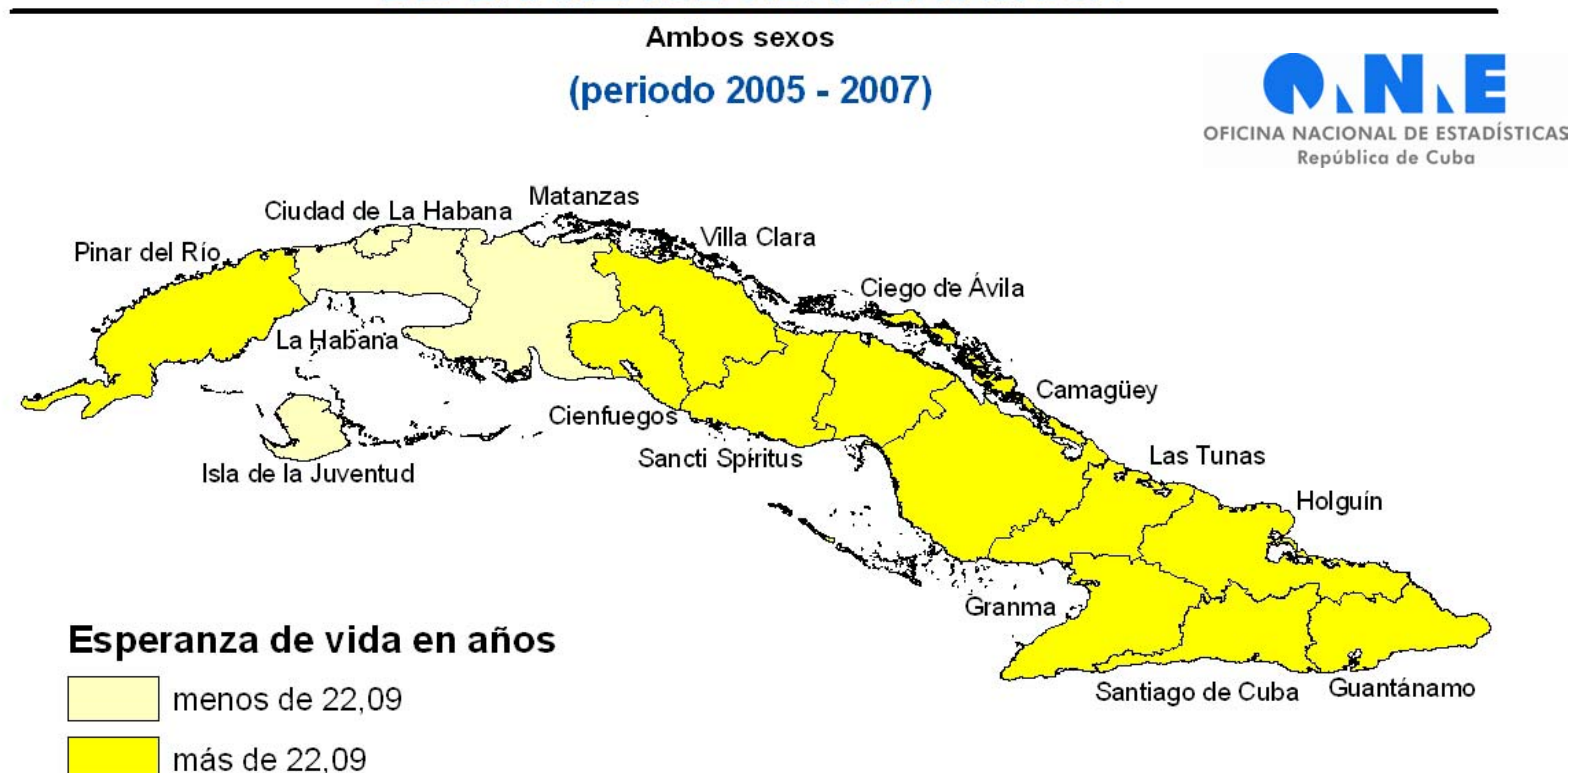 Ambos sexos
(periodo 2005 - 2007)
O.N.E
OFICINA NACIONAL DE ESTADÍSTICAS
República de Cuba
Matanzas
Ciudad de La Habana
Villa Clara
Pinar del Río
Ciego de Ávila
La Habana
Camagüey
Cienfuegos
Sancti Spíritus
Las Tunas
Isla de la Juventud
Holguín
Granma
Esperanza de vida en años
Santiago de Cuba
Guantánamo
menos de 22,09
más de 22,09